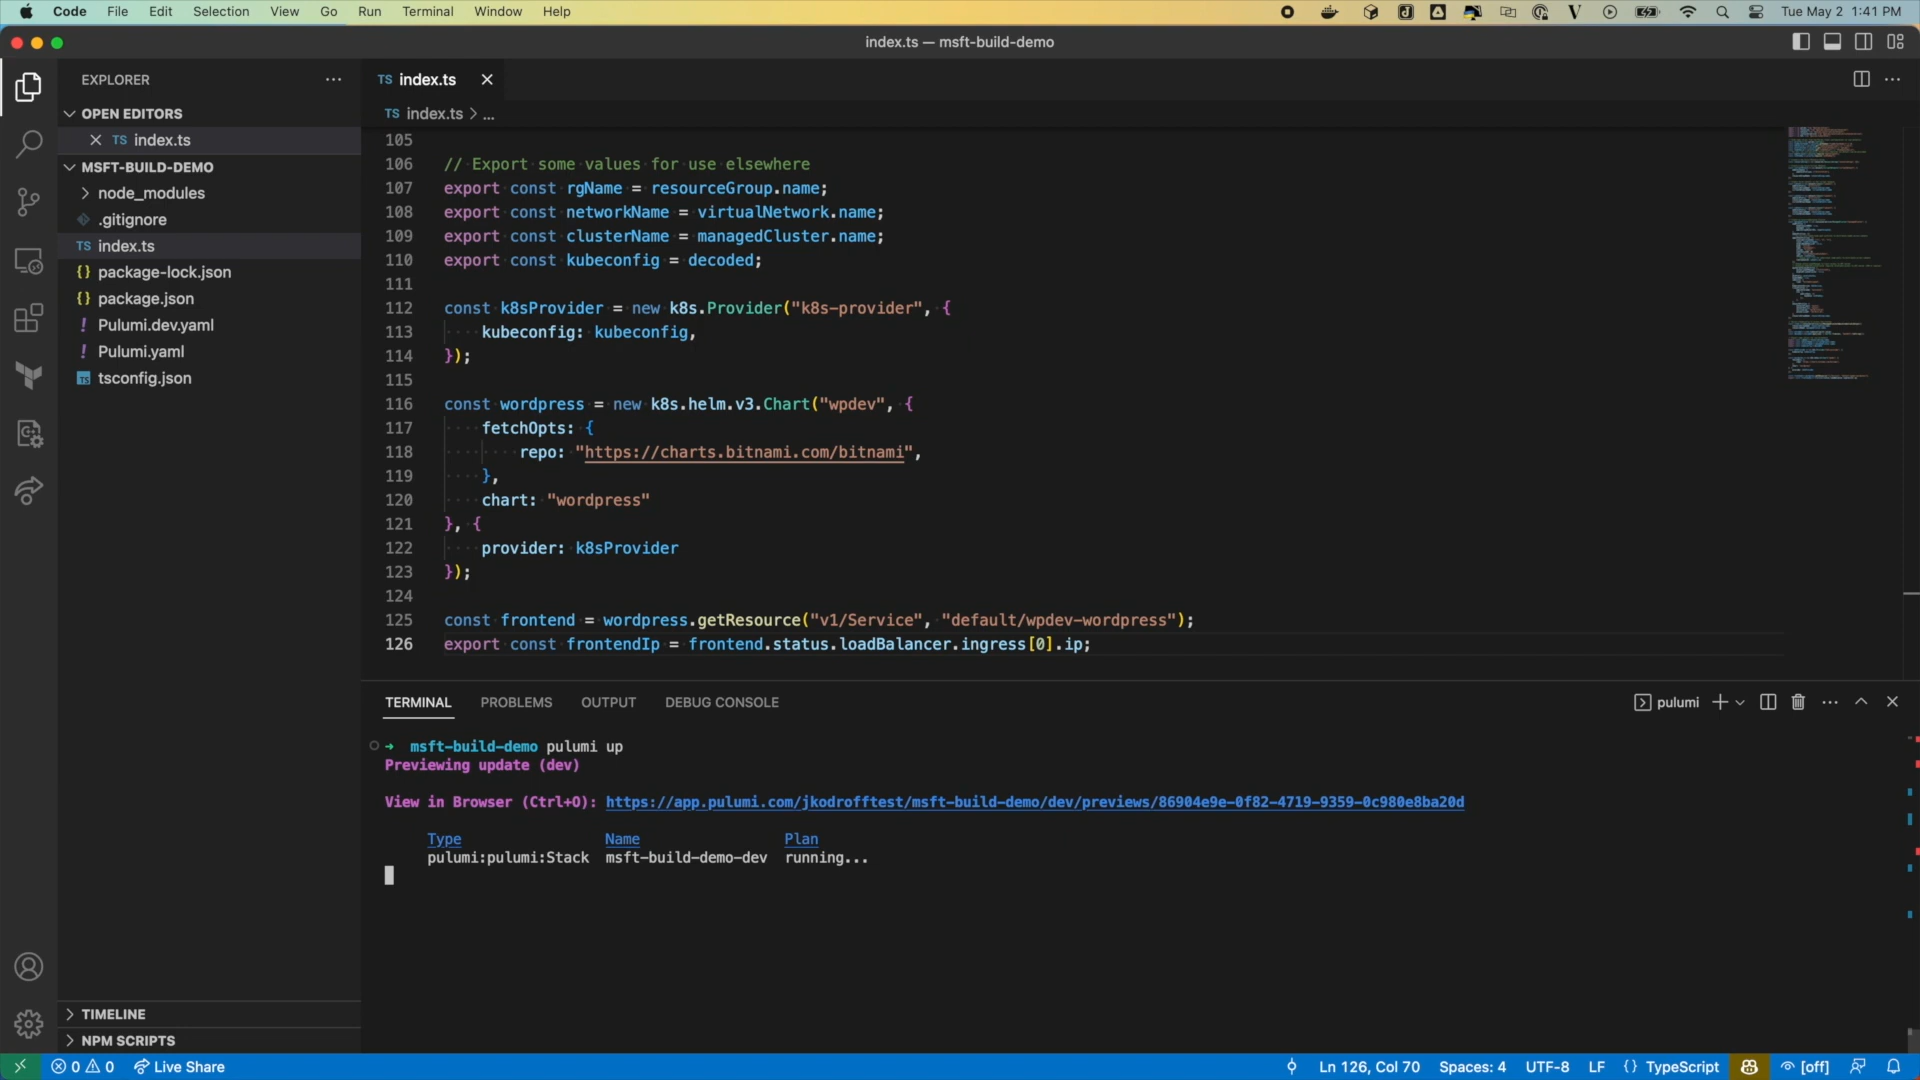 Code File Edit Selection View Go Run Terminal Window Help Tue May 2 1:41 PM
index.ts — msft-build-demo
EXPLORER
OPEN EDITORS
TS index.ts
MSFT-BUILD-DEMO
node_modules
.gitignore
TS index.ts
{} package-lock.json
{} package.json
! Pulumi.dev.yaml
! Pulumi.yaml
TS tsconfig.json
TIMELINE
NPM SCRIPTS
TS index.ts
TS index.ts > ...
105
106 // Export some values for use elsewhere
107 export const rgName = resourceGroup.name;
108 export const networkName = virtualNetwork.name;
109 export const clusterName = managedCluster.name;
110 export const kubeconfig = decoded;
111
112 const k8sProvider = new k8s.Provider("k8s-provider", {
113     kubeconfig: kubeconfig,
114 });
115
116 const wordpress = new k8s.helm.v3.Chart("wpdev", {
117     fetchOpts: {
118         repo: "https://charts.bitnami.com/bitnami",
119     },
120     chart: "wordpress"
121 }, {
122     provider: k8sProvider
123 });
124
125 const frontend = wordpress.getResource("v1/Service", "default/wpdev-wordpress");
126 export const frontendIp = frontend.status.loadBalancer.ingress[0].ip;
TERMINAL PROBLEMS OUTPUT DEBUG CONSOLE pulumi
➜ msft-build-demo pulumi up
Previewing update (dev)
View in Browser (Ctrl+O): https://app.pulumi.com/jkodrofftest/msft-build-demo/dev/previews/86904e9e-0f82-4719-9359-0c980e8ba20d
Type Name Plan
pulumi:pulumi:Stack msft-build-demo-dev running...
0 0 Live Share Ln 126, Col 70 Spaces: 4 UTF-8 LF {} TypeScript [off]